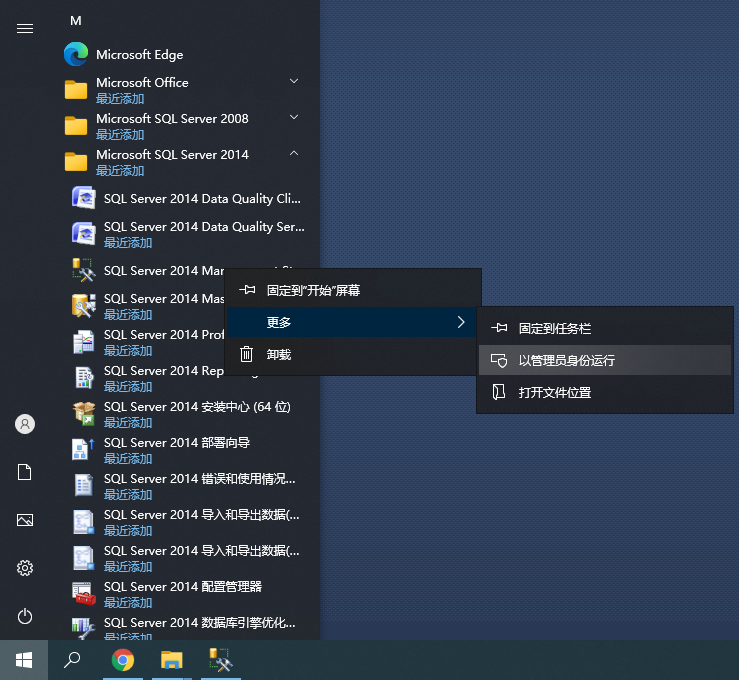 M
Microsoft Edge
Microsoft Office
最近添加
Microsoft SQL Server 2008
最近添加
Microsoft SQL Server 2014
最近添加
SQL Server 2014 Data Quality Cli...
SQL Server 2014 Data Quality Ser...
最近添加
SQL Server 2014
固定到"开始"屏幕
SQL Server 2014 Mas
最近添加
更多
固定到任务栏
SQL Server 2014 Prof
最近添加
卸载
以管理员身份运行
SQL Server 2014 Rep
最近添加
打开文件位置
SQL Server 2014 安装中心 (64 位)
最近添加
SQL Server 2014 部署向导
最近添加
SQL Server 2014 错误和使用情况...
最近添加
SQL Server 2014 导入和导出数据(...
最近添加
SQL Server 2014 导入和导出数据(...
最近添加
SQL Server 2014 配置管理器
最近添加
SQL Server 2014 数据库引擎优化...
最近添加